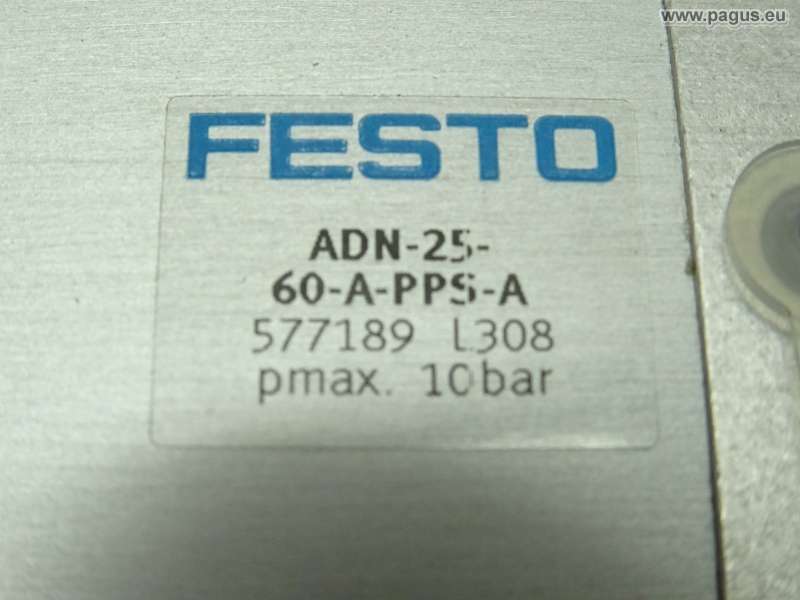 www.pagus.eu
FESTO
ADN-25-
60-A-PPS-A
577189 L308
pmax. 10bar